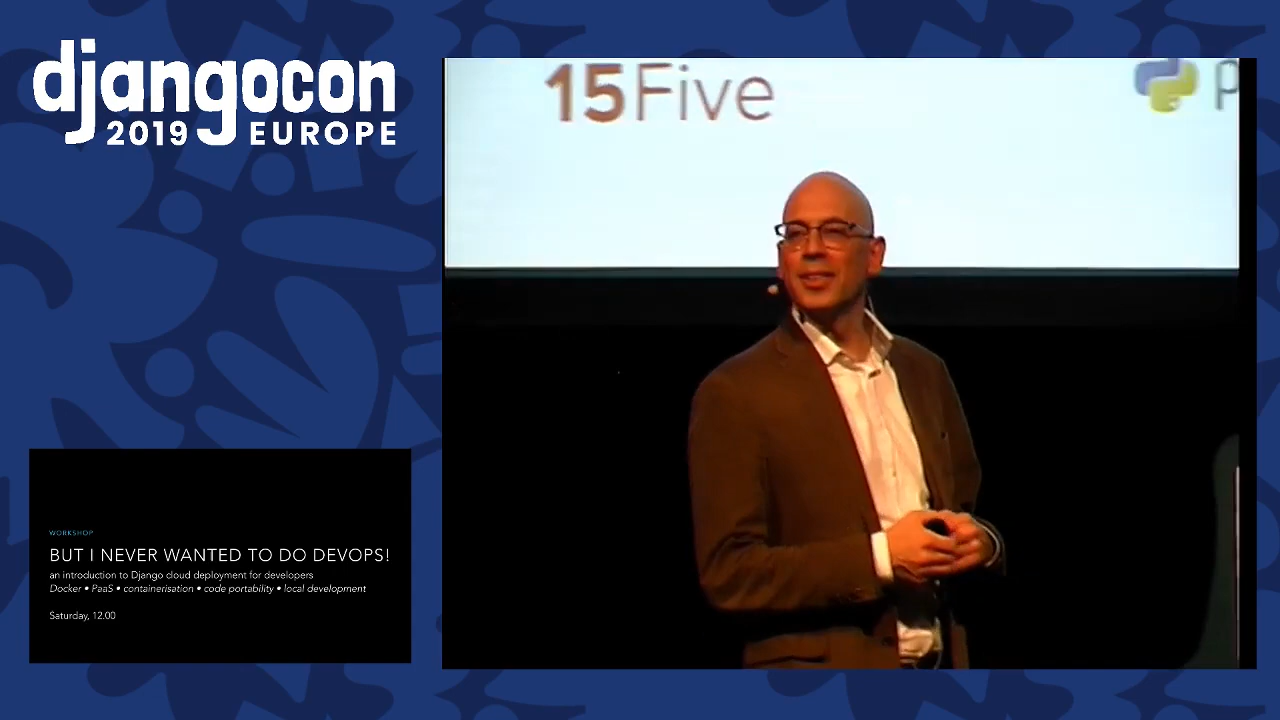 djangocon
2019 EUROPE
15Five
p
WORKSHOP
BUT I NEVER WANTED TO DO DEVOPS!
an introduction to Django cloud deployment for developers
Docker • PaaS • containerisation • code portability • local development
Saturday, 12.00